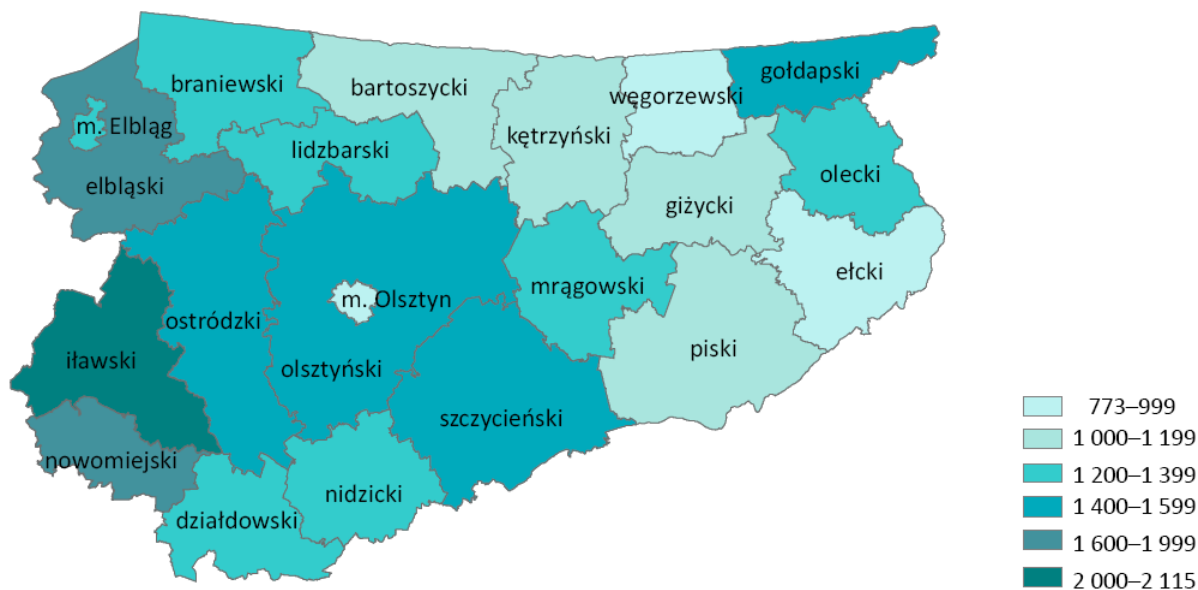 braniewski
bartoszycki
węgorzewski
gołdapski
m. Elbląg
kętrzyński
lidzbarski
olecki
elbląski
giżycki
ełcki
mrągowski
m. Olsztyn
ostródzki
piski
iławski
olsztyński
szczycieński
nowomiejski
nidzicki
działdowski
773–999
1 000–1 199
1 200–1 399
1 400–1 599
1 600–1 999
2 000–2 115